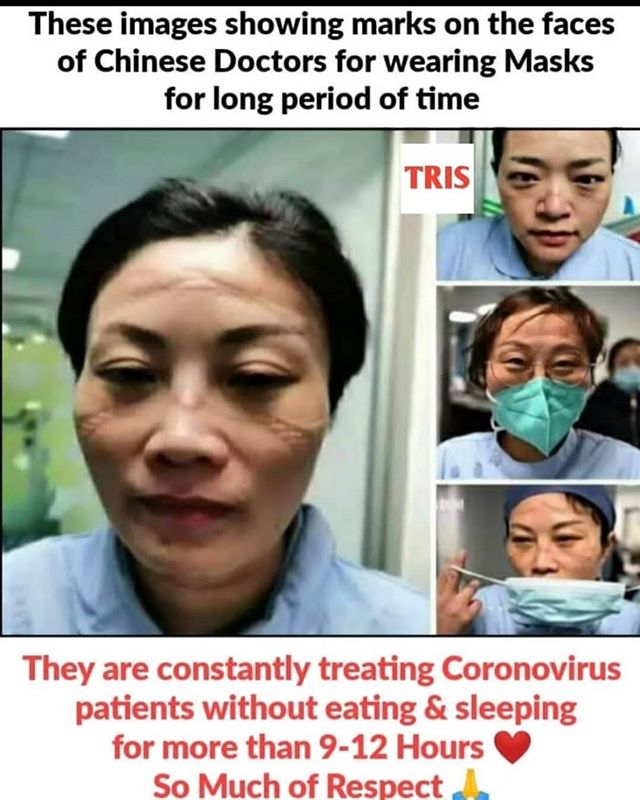 These images showing marks on the faces
of Chinese Doctors for wearing Masks
for long period of time
TRIS
They are constantly treating Coronovirus
patients without eating & sleeping
for more than 9-12 Hours ❤️
So Much of Respect 🙏